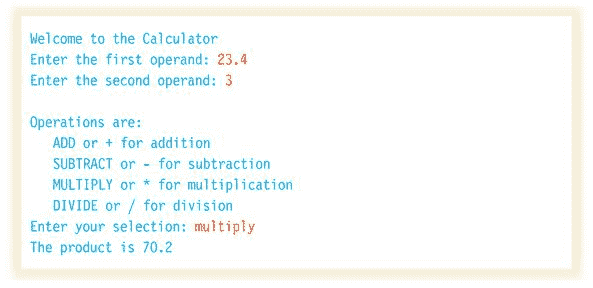 Welcome to the Calculator
Enter the first operand: 23.4
Enter the second operand: 3
Operations are:
ADD or + for addition
SUBTRACT or - for subtraction
MULTIPLY or * for multiplication
DIVIDE or / for division
Enter your selection: multiply
The product is 70.2